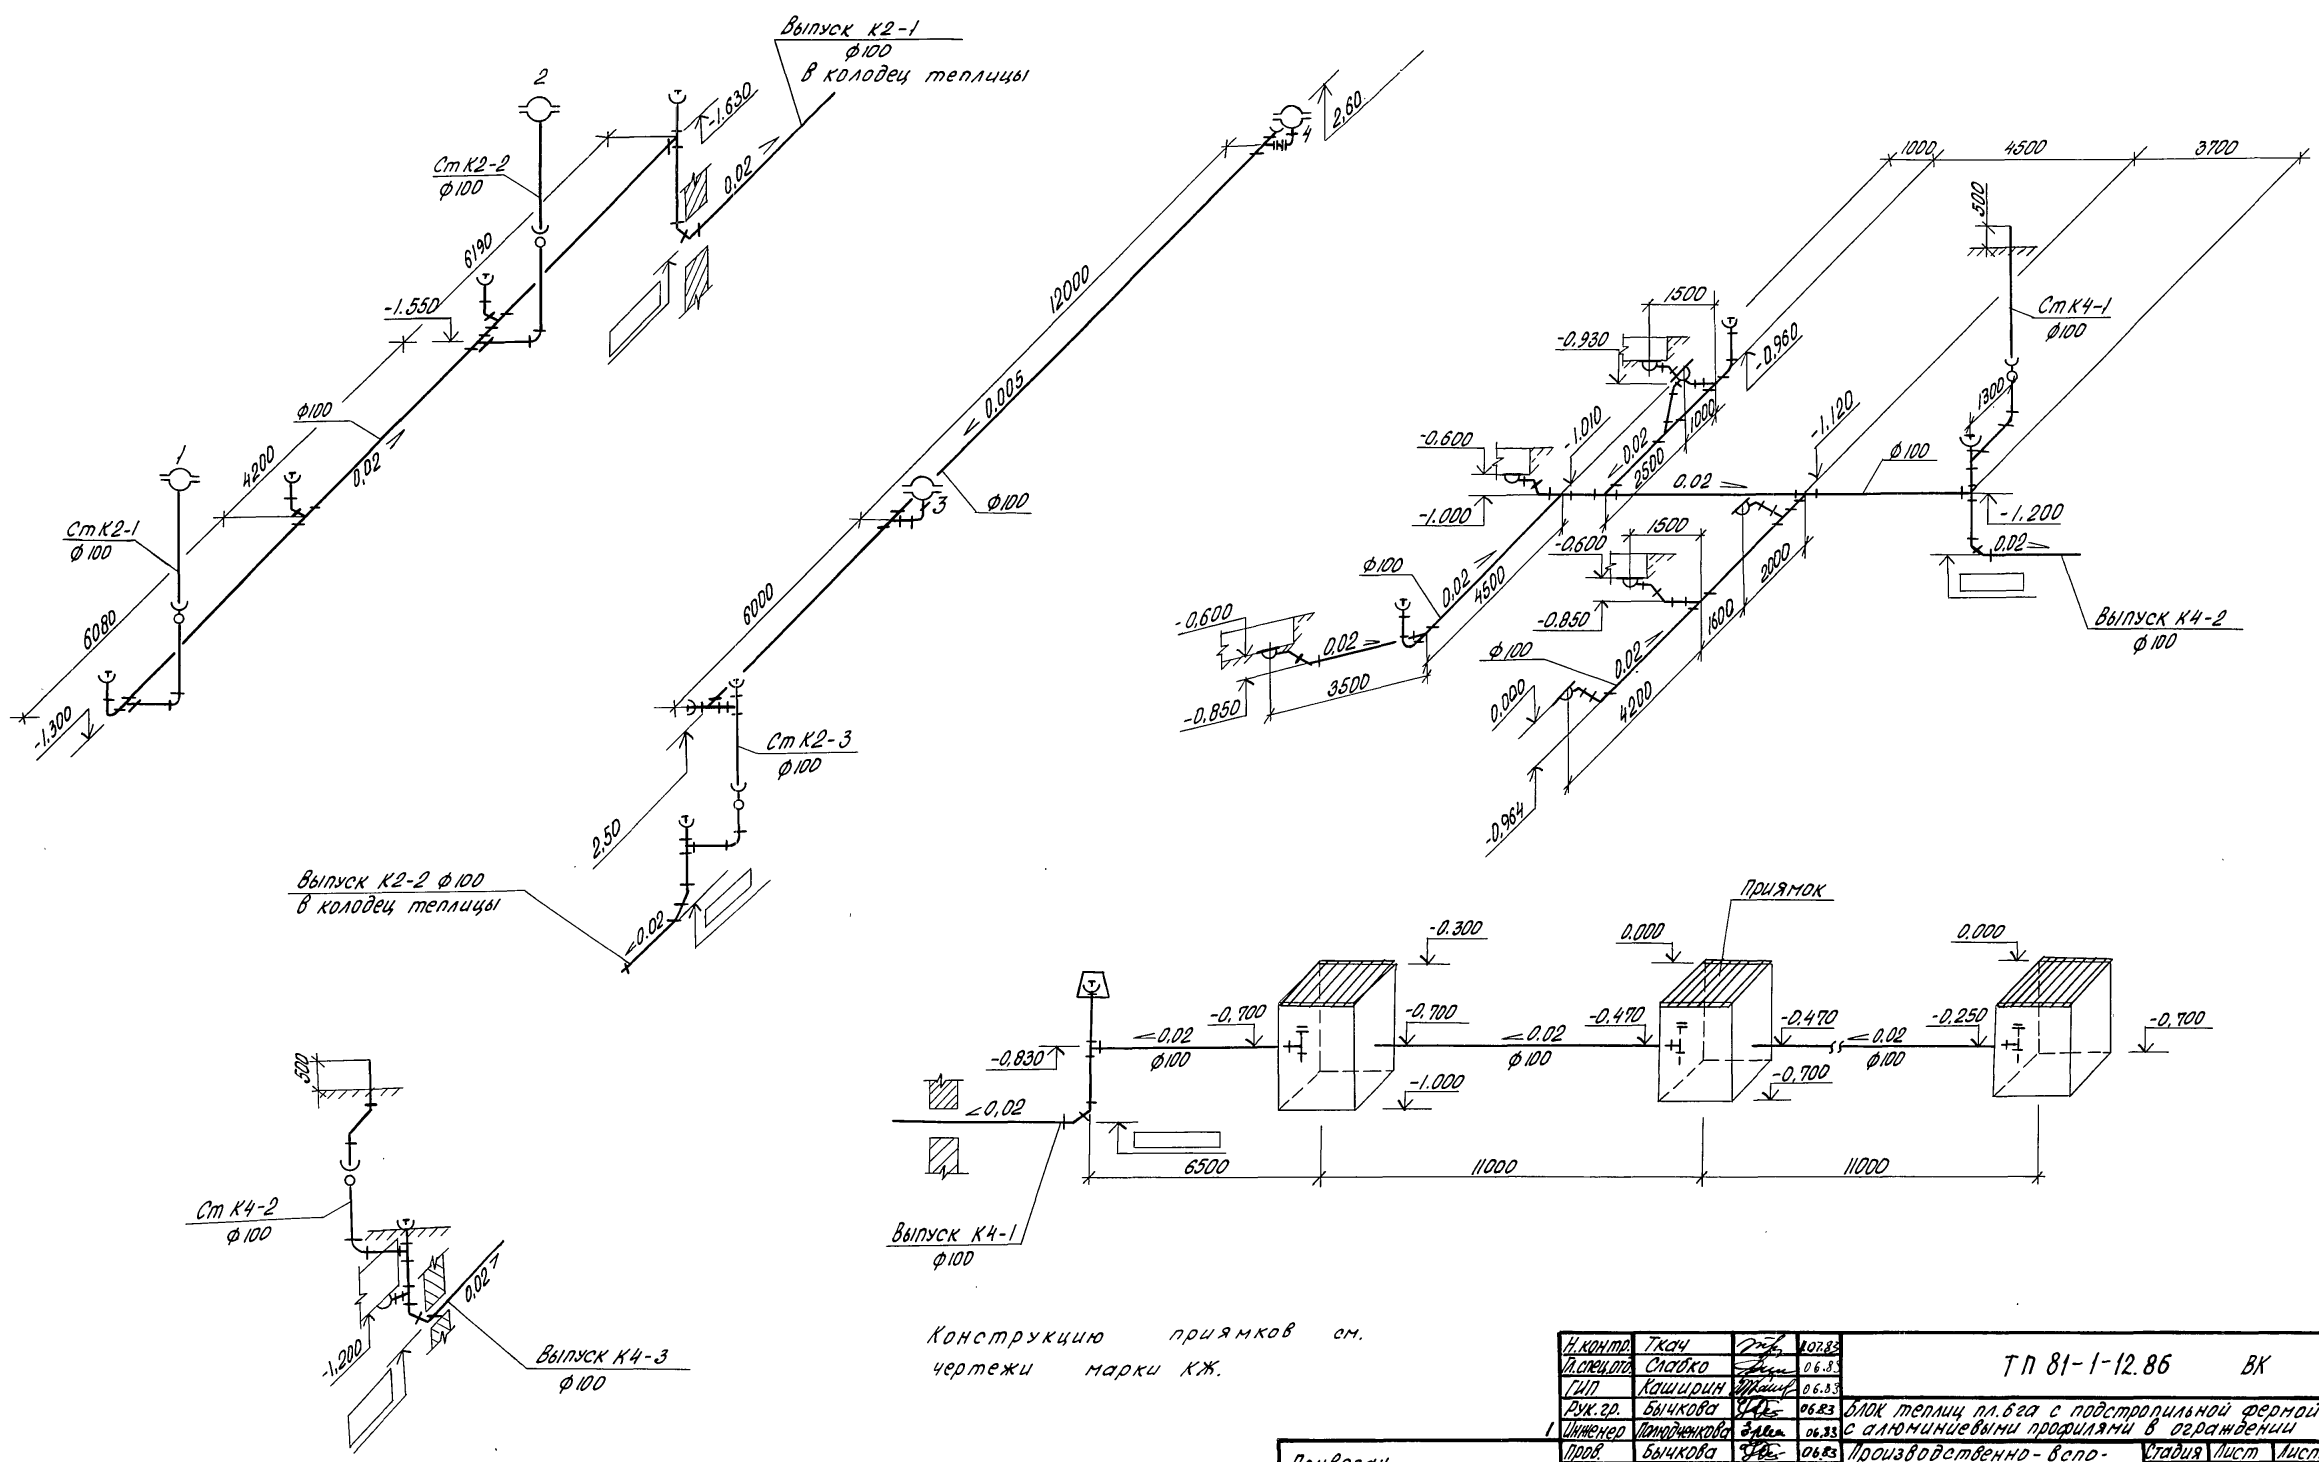 Выпуск К2-1
ф100
в колодец теплицы
2
-1.630
Ст К2-2
ф100
0,02
6190
-1.550
ф100
4200
0,02
1
Ст К2-1
ф100
6080
-1.300
2,60
4
12000
0,005
3
ф100
6000
Ст К2-3
ф100
2,50
Выпуск К2-2 ф100
в колодец теплицы
0.02
1000
4500
3700
500
Ст К4-1
ф100
1300
1500
-0,930
-0,960
-1.010
-1.120
-0.600
0.02
1000
2500
0.02
ф100
-1.000
-1.200
1500
-0.600
0.02
ф100
0.02
4500
2000
-0.850
1600
Выпуск К4-2
ф100
-0,600
0.02
3500
-0,850
ф100
0.02
0.000
4200
-0,964
Приямок
-0.300
0.000
0.000
-0,700
-0,700
-0,470
-0,470
-0,250
-0,700
0.02
ф100
0.02
ф100
0.02
ф100
-0.830
-1.000
-0,700
0,02
6500
11000
11000
Выпуск К4-1
ф100
500
Ст К4-2
ф100
0,02
-1,200
Выпуск К4-3
ф100
Конструкцию приямков см.
чертежи марки КЖ.
Н.контр. Ткач 07.83
Гл.спец.отд. Слабко 06.83
ГИП Каширин 06.83
Рук.гр. Бычкова 06.83
Инженер 06.83
Пров. Бычкова 06.83
ТП 81-1-12.86 ВК
Блок теплиц пл.6га с подстропильной фермой
с алюминиевыми профилями в ограждении
Производственно-вспо-
Стадия Лист
1